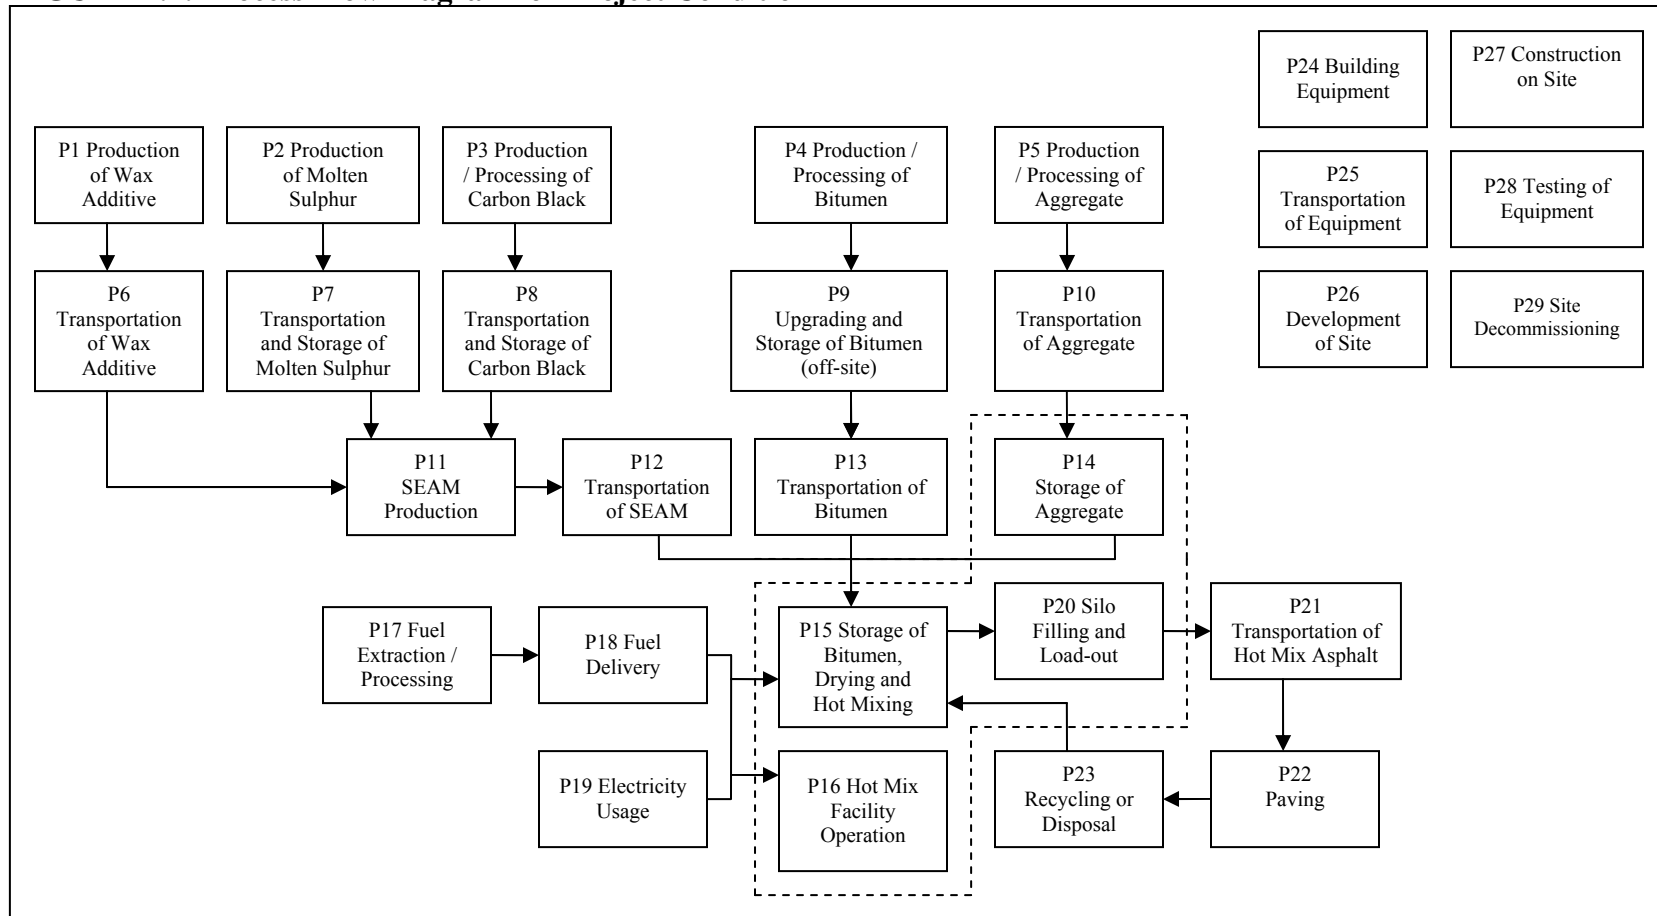 P24 Building
Equipment
P27 Construction
on Site
P1 Production
of Wax
Additive
P2 Production
of Molten
Sulphur
P3 Production
/ Processing of
Carbon Black
P4 Production /
Processing of
Bitumen
P5 Production
/ Processing of
Aggregate
P25
Transportation
of Equipment
P28 Testing of
Equipment
P6
Transportation
of Wax
Additive
P7
Transportation
and Storage of
Molten Sulphur
P8
Transportation
and Storage of
Carbon Black
P9
Upgrading and
Storage of Bitumen
(off-site)
P10
Transportation
of Aggregate
P26
Development
of Site
P29 Site
Decommissioning
P11
SEAM
Production
P12
Transportation
of SEAM
P13
Transportation of
Bitumen
P14
Storage of
Aggregate
P17 Fuel
Extraction /
Processing
P18 Fuel
Delivery
P15 Storage of
Bitumen,
Drying and
Hot Mixing
P20 Silo
Filling and
Load-out
P21
Transportation of
Hot Mix Asphalt
P19 Electricity
Usage
P16 Hot Mix
Facility
Operation
P23
Recycling or
Disposal
P22
Paving